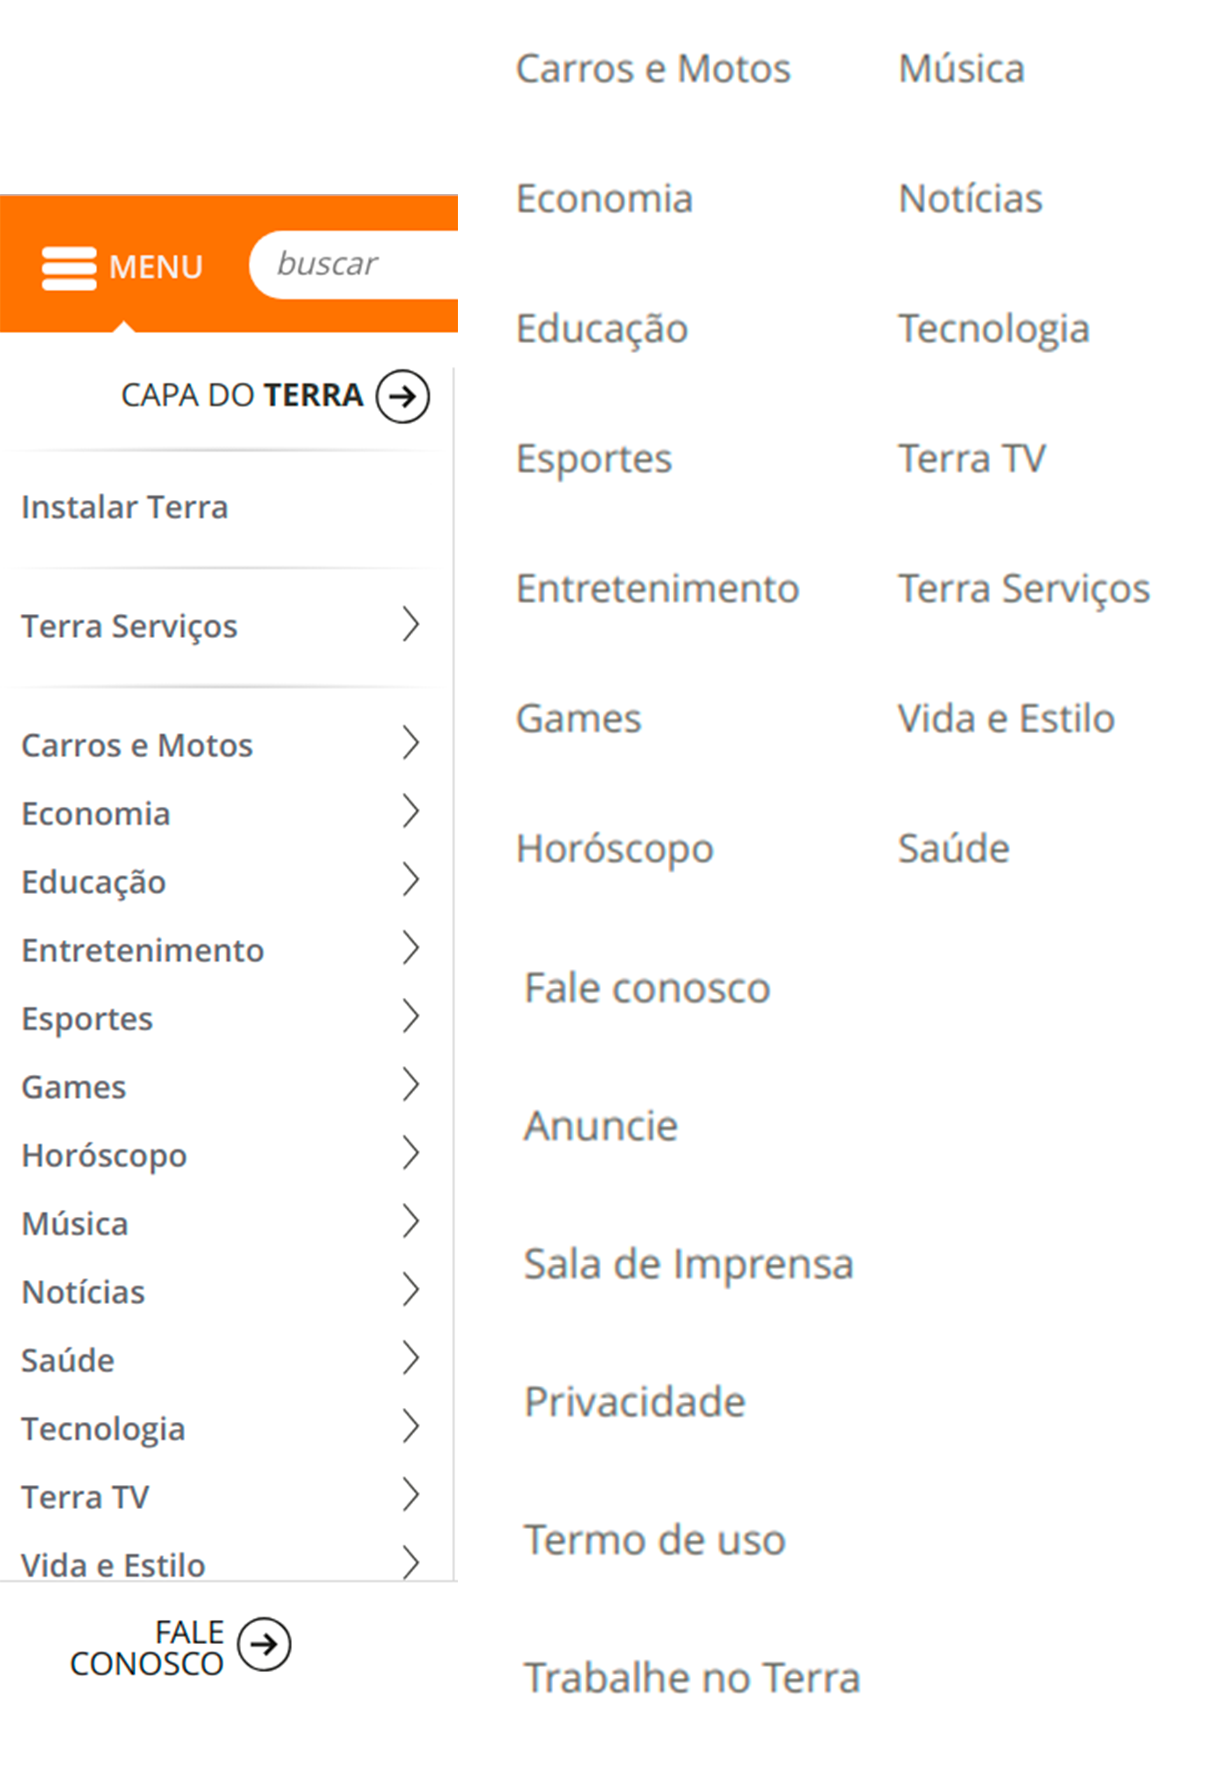 MENU
buscar
CAPA DO TERRA
Instalar Terra
Terra Serviços
Carros e Motos
Economia
Educação
Entretenimento
Esportes
Games
Horóscopo
Música
Notícias
Saúde
Tecnologia
Terra TV
Vida e Estilo
FALE
CONOSCO
Carros e Motos
Economia
Educação
Esportes
Entretenimento
Games
Horóscopo
Música
Notícias
Tecnologia
Terra TV
Terra Serviços
Vida e Estilo
Saúde
Fale conosco
Anuncie
Sala de Imprensa
Privacidade
Termo de uso
Trabalhe no Terra